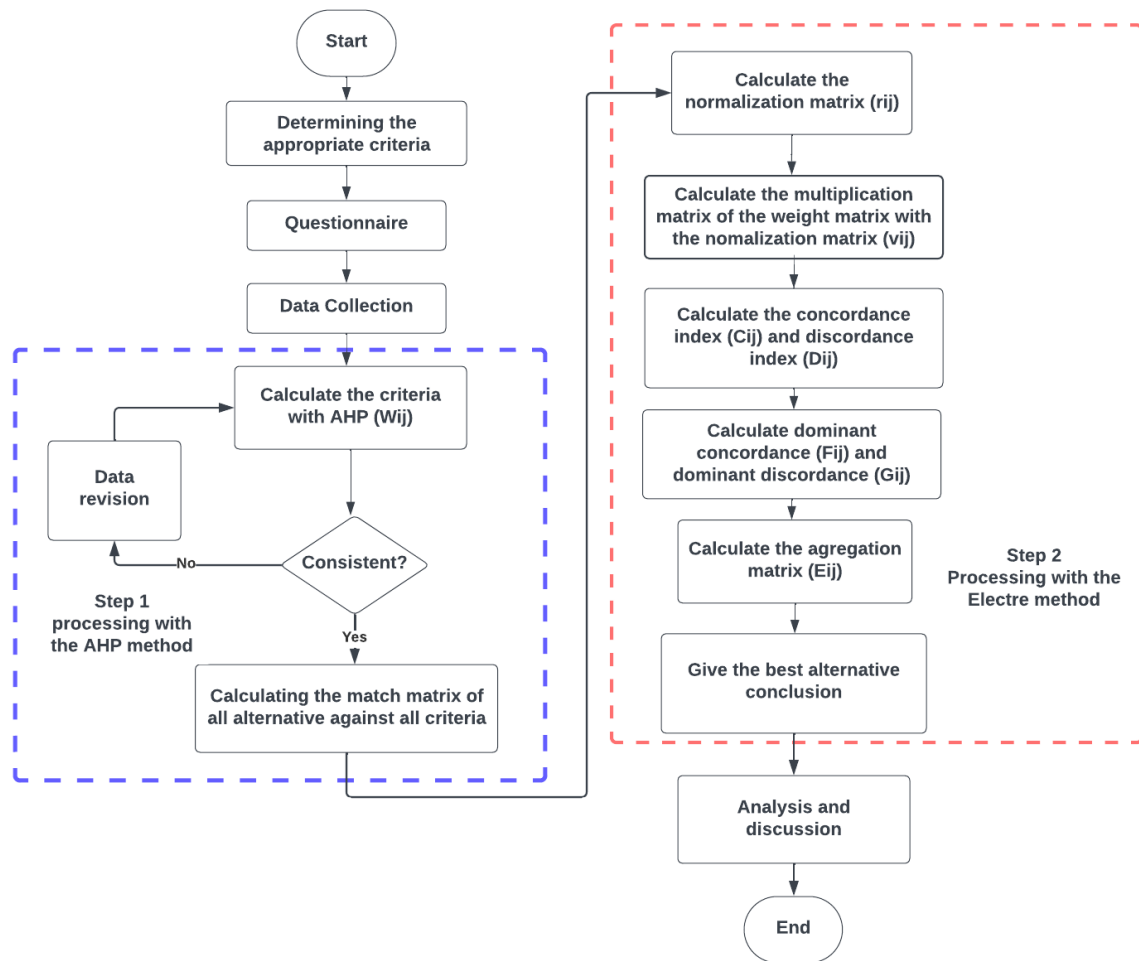 Start
Determining the
appropriate criteria
Questionnaire
Data Collection
Calculate the criteria
with AHP (Wij)
Data
revision
Consistent?
No
Step 1
processing with
the AHP method
Yes
Calculating the match matrix of
all alternative against all criteria
Calculate the
normalization matrix (rij)
Calculate the multiplication
matrix of the weight matrix with
the nomalization matrix (vij)
Calculate the concordance
index (Cij) and discordance
index (Dij)
Calculate dominant
concordance (Fij) and
dominant discordance (Gij)
Calculate the agregation
matrix (Eij)
Step 2
Processing with the
Electre method
Give the best alternative
conclusion
Analysis and
discussion
End